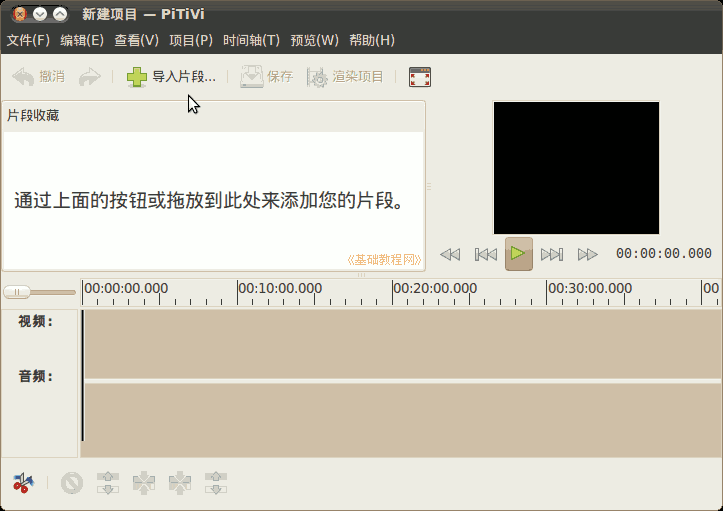 新建项目 — PiTiVi
文件(F) 编辑(E) 查看(V) 项目(P) 时间轴(T) 预览(W) 帮助(H)
撤消 导入片段... 保存 渲染项目
片段收藏
通过上面的按钮或拖放到此处来添加您的片段。
《基础教程网》
00:00:00.000
00:00:00.000 00:10:00.000 00:20:00.000 00:30:00.000 00
视频:
音频: